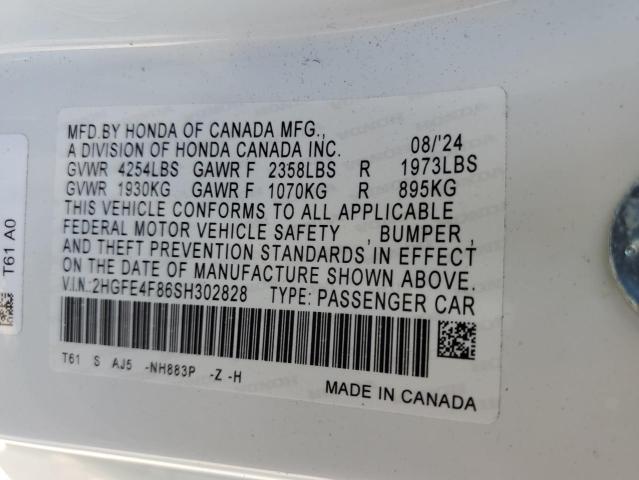 MFD.BY HONDA OF CANADA MFG., 08/'24
A DIVISION OF HONDA CANADA INC.
GVWR 4254LBS GAWR F 2358LBS R 1973LBS
GVWR 1930KG GAWR F 1070KG R 895KG
THIS VEHICLE CONFORMS TO ALL APPLICABLE
FEDERAL MOTOR VEHICLE SAFETY , BUMPER ,
AND THEFT PREVENTION STANDARDS IN EFFECT
ON THE DATE OF MANUFACTURE SHOWN ABOVE.
V.I.N.: 2HGFE4F86SH302828 TYPE: PASSENGER CAR
T61 S AJ5 -NH883P -Z -H
MADE IN CANADA
T61 A0